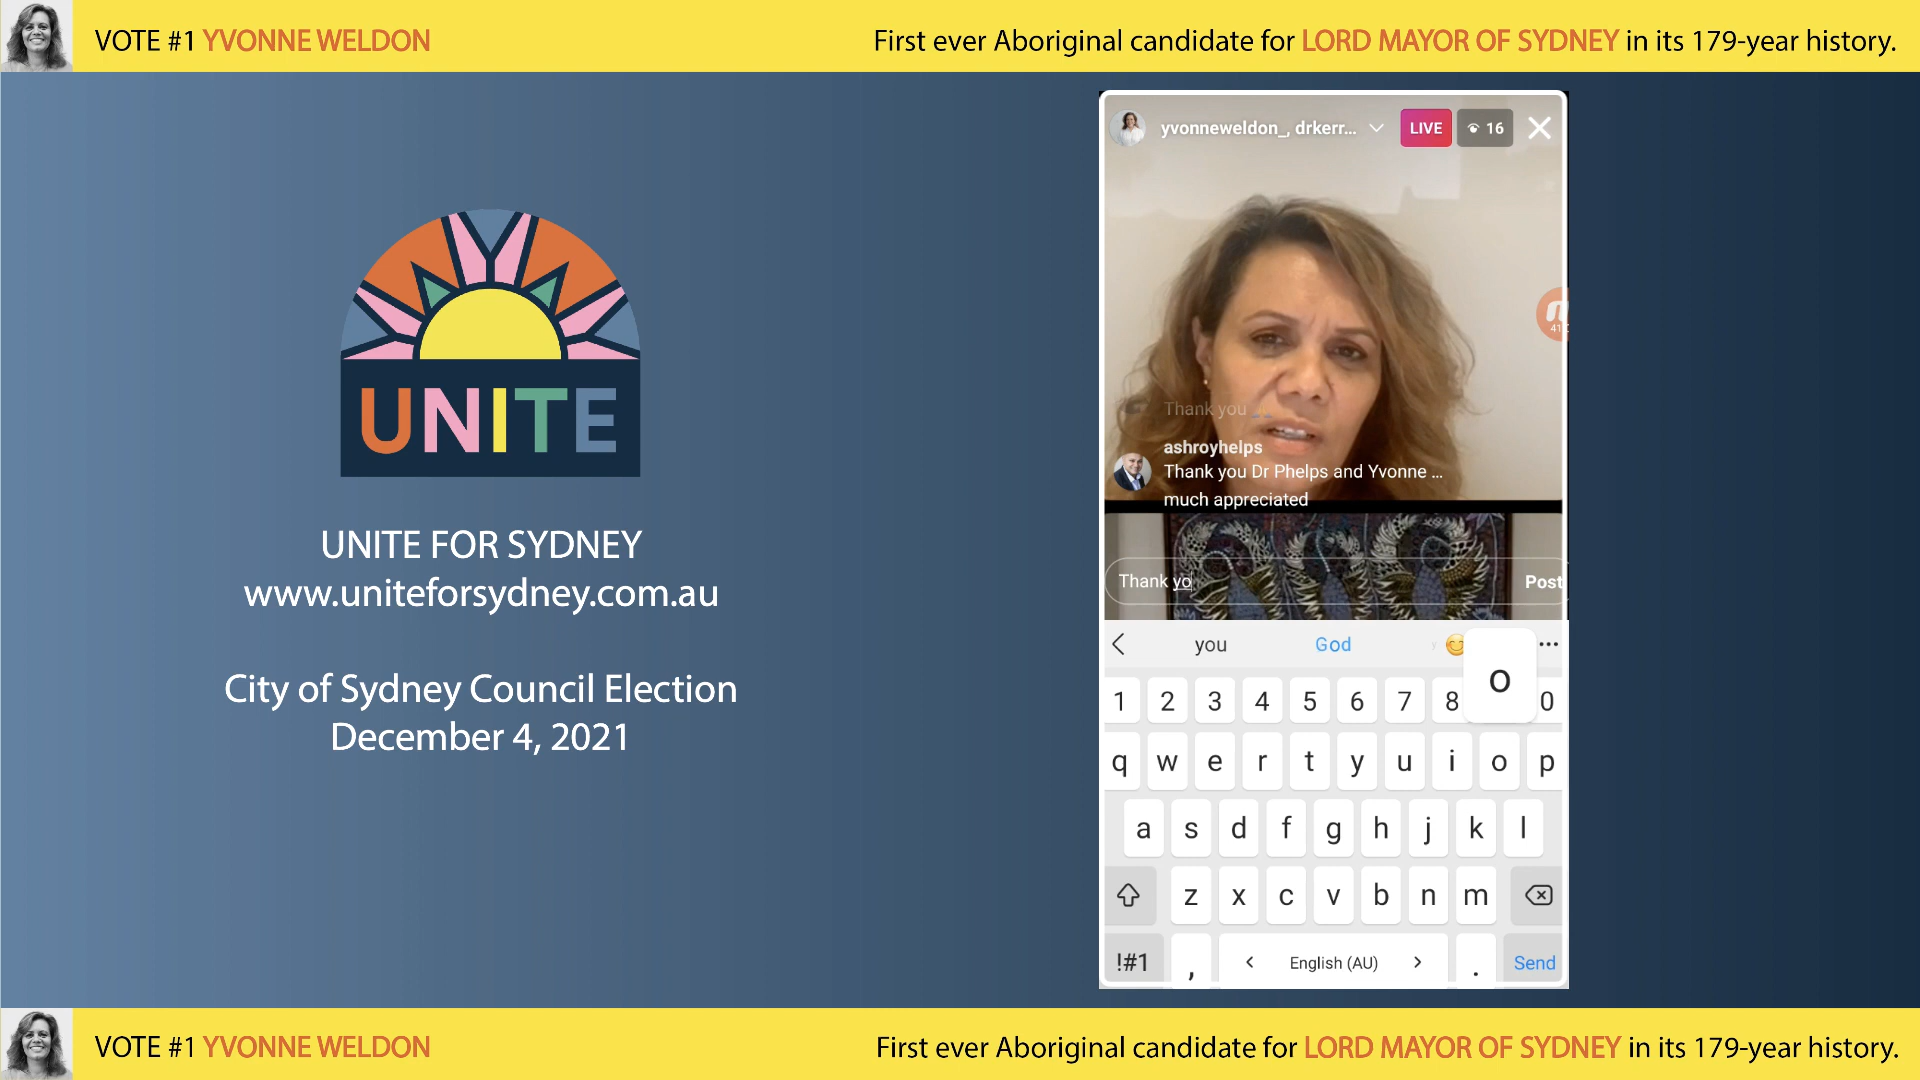 VOTE #1 YVONNE WELDON
First ever Aboriginal candidate for LORD MAYOR OF SYDNEY in its 179-year history.
UNITE
UNITE FOR SYDNEY
www.uniteforsydney.com.au
City of Sydney Council Election
December 4, 2021
yvonneweldon_, drkerr...
LIVE
16
Thank you
ashroyhelps
Thank you Dr Phelps and Yvonne ...
much appreciated
Thank yo
Post
you God
o
1 2 3 4 5 6 7 8 0
q w e r t y u i o p
a s d f g h j k l
z x c v b n m
!#1 , < English (AU) > . Send
VOTE #1 YVONNE WELDON
First ever Aboriginal candidate for LORD MAYOR OF SYDNEY in its 179-year history.